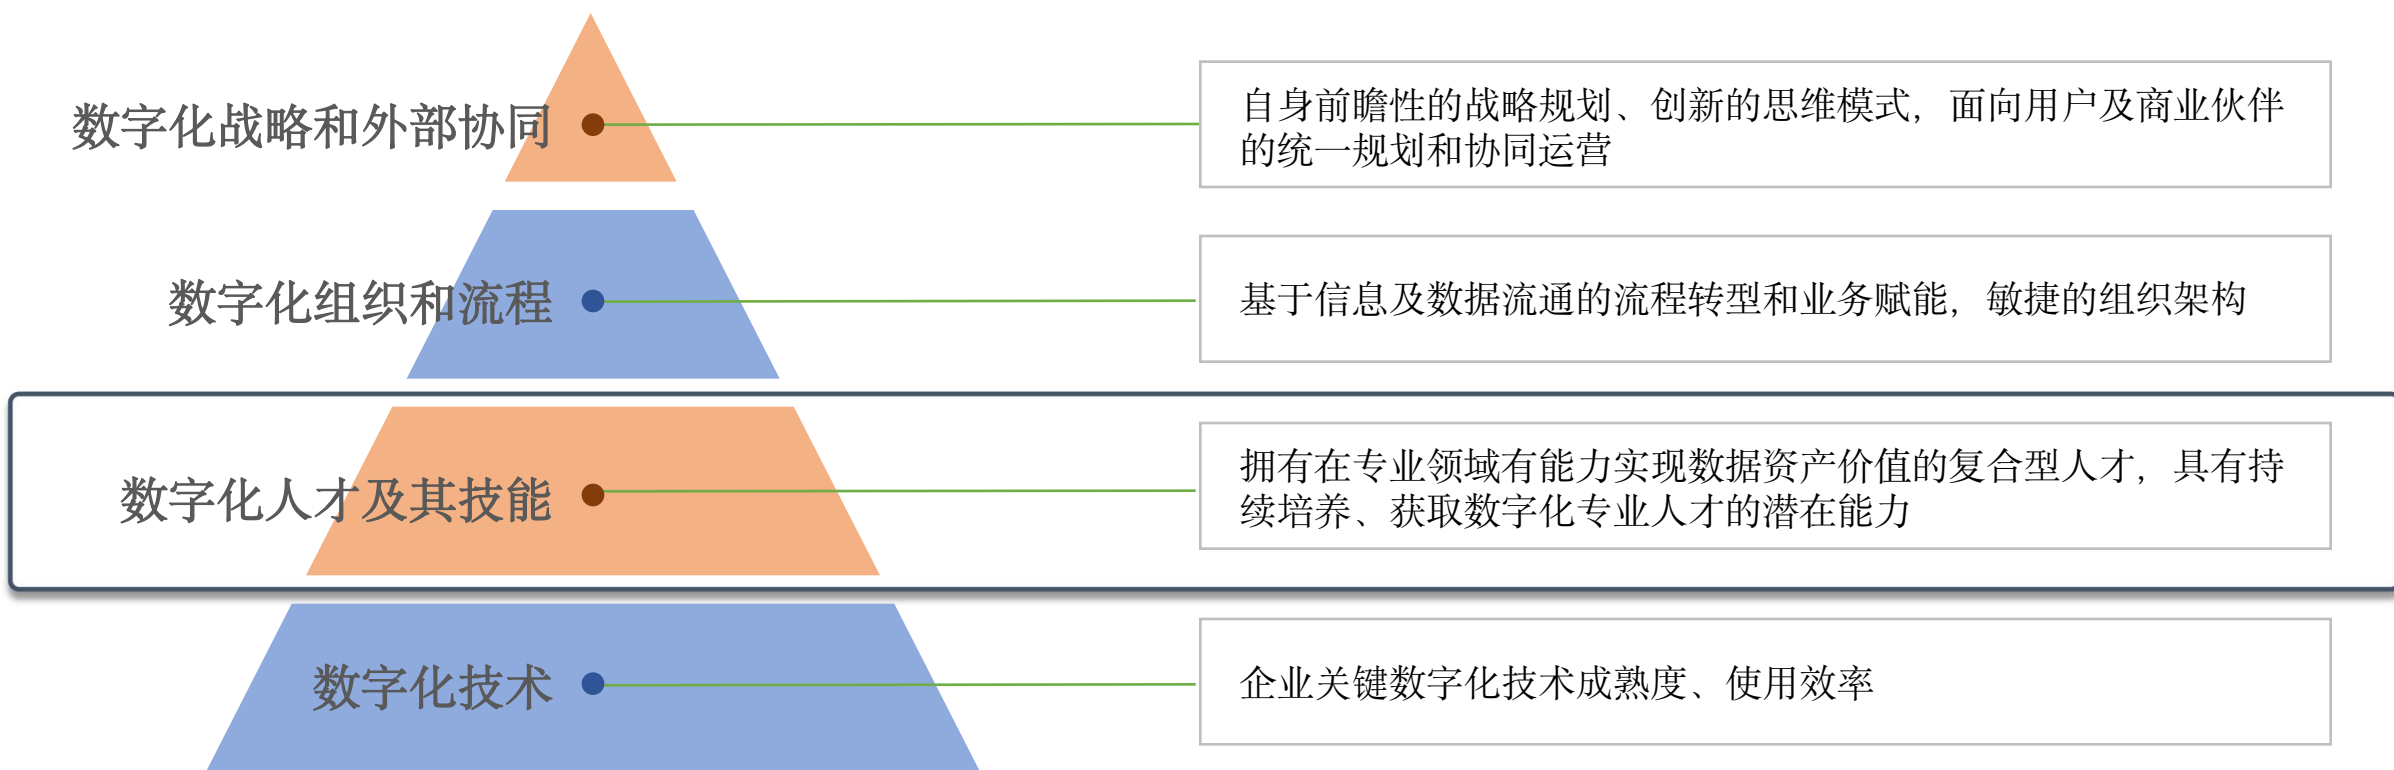 数字化战略和外部协同
自身前瞻性的战略规划、创新的思维模式，面向用户及商业伙伴
的统一规划和协同运营
数字化组织和流程
基于信息及数据流通的流程转型和业务赋能，敏捷的组织架构
数字化人才及其技能
拥有在专业领域有能力实现数据资产价值的复合型人才，具有持
续培养、获取数字化专业人才的潜在能力
数字化技术
企业关键数字化技术成熟度、使用效率